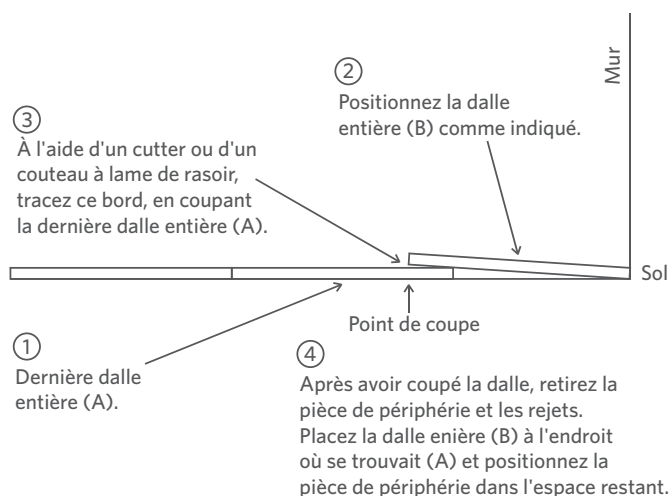 ①
Dernière dalle
entière (A).
②
Positionnez la dalle
entière (B) comme indiqué.
③
À l'aide d'un cutter ou d'un
couteau à lame de rasoir,
tracez ce bord, en coupant
la dernière dalle entière (A).
④
Après avoir coupé la dalle, retirez la
pièce de périphérie et les rejets.
Placez la dalle enière (B) à l'endroit
où se trouvait (A) et positionnez la
pièce de périphérie dans l'espace restant.
Point de coupe
Mur
Sol